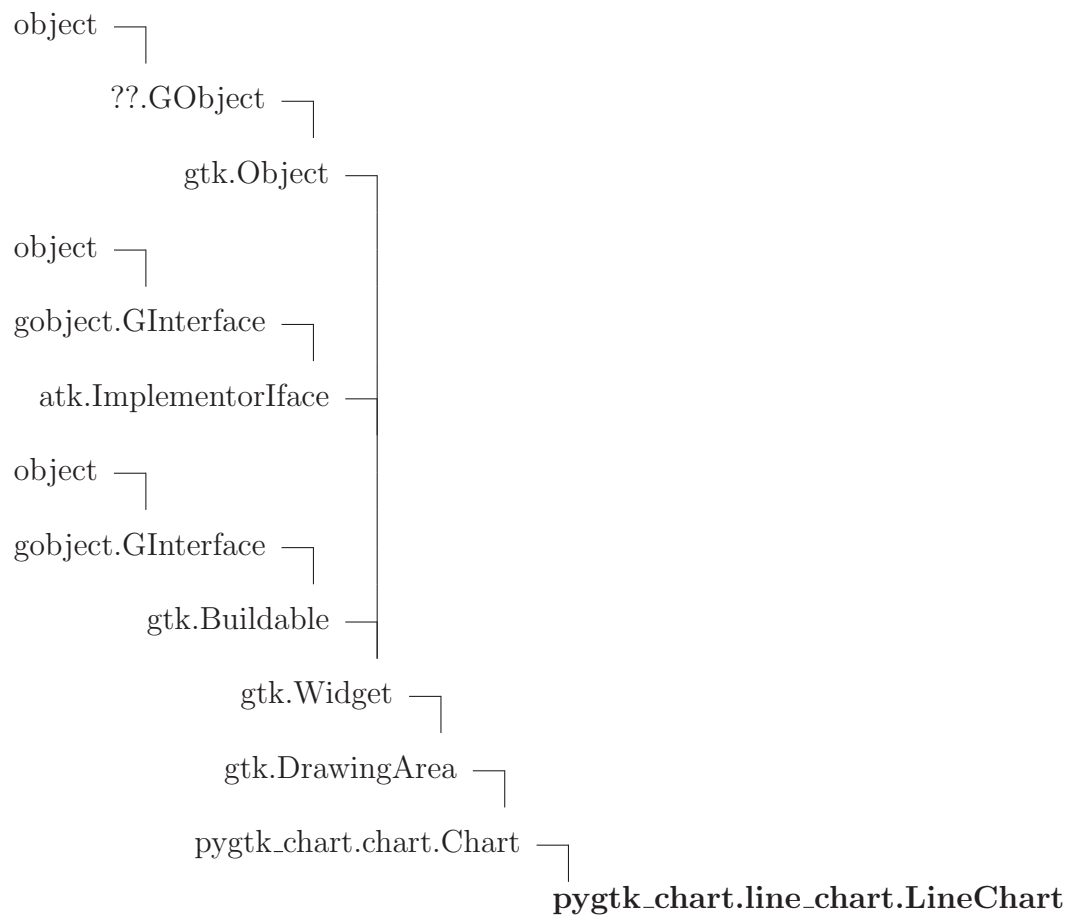 object
??.GObject
gtk.Object
object
gobject.GInterface
atk.ImplementorIface
object
gobject.GInterface
gtk.Buildable
gtk.Widget
gtk.DrawingArea
pygtk_chart.chart.Chart
pygtk_chart.line_chart.LineChart